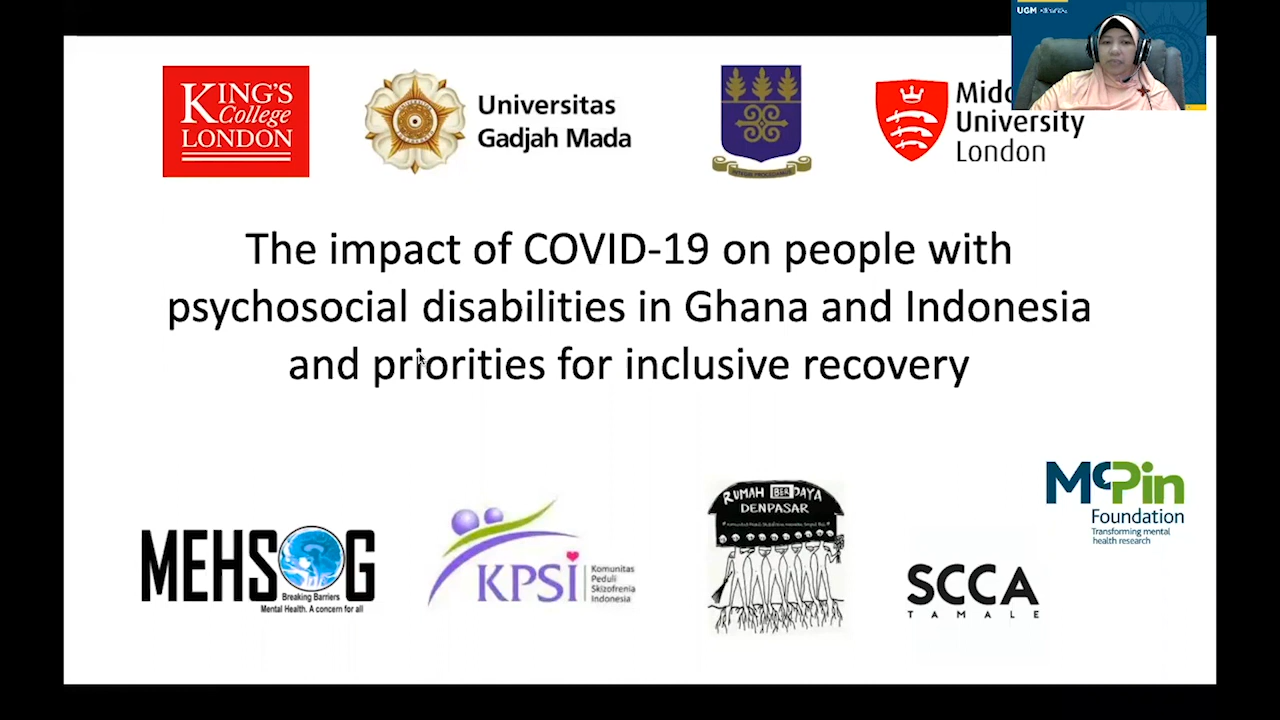 UGM
KING'S
College
LONDON
Universitas
Gadjah Mada
INTEGRI PROCEDAMUS
University
London
The impact of COVID-19 on people with
psychosocial disabilities in Ghana and Indonesia
and priorities for inclusive recovery
MEHSOG
Breaking Barriers
Mental Health. A concern for all
KPSI
Komunitas
Peduli
Skizofrenia
Indonesia
RUMAH BERDAYA
DENPASAR
SCCA
TAMALE
McPin
Foundation
Transforming mental
health research